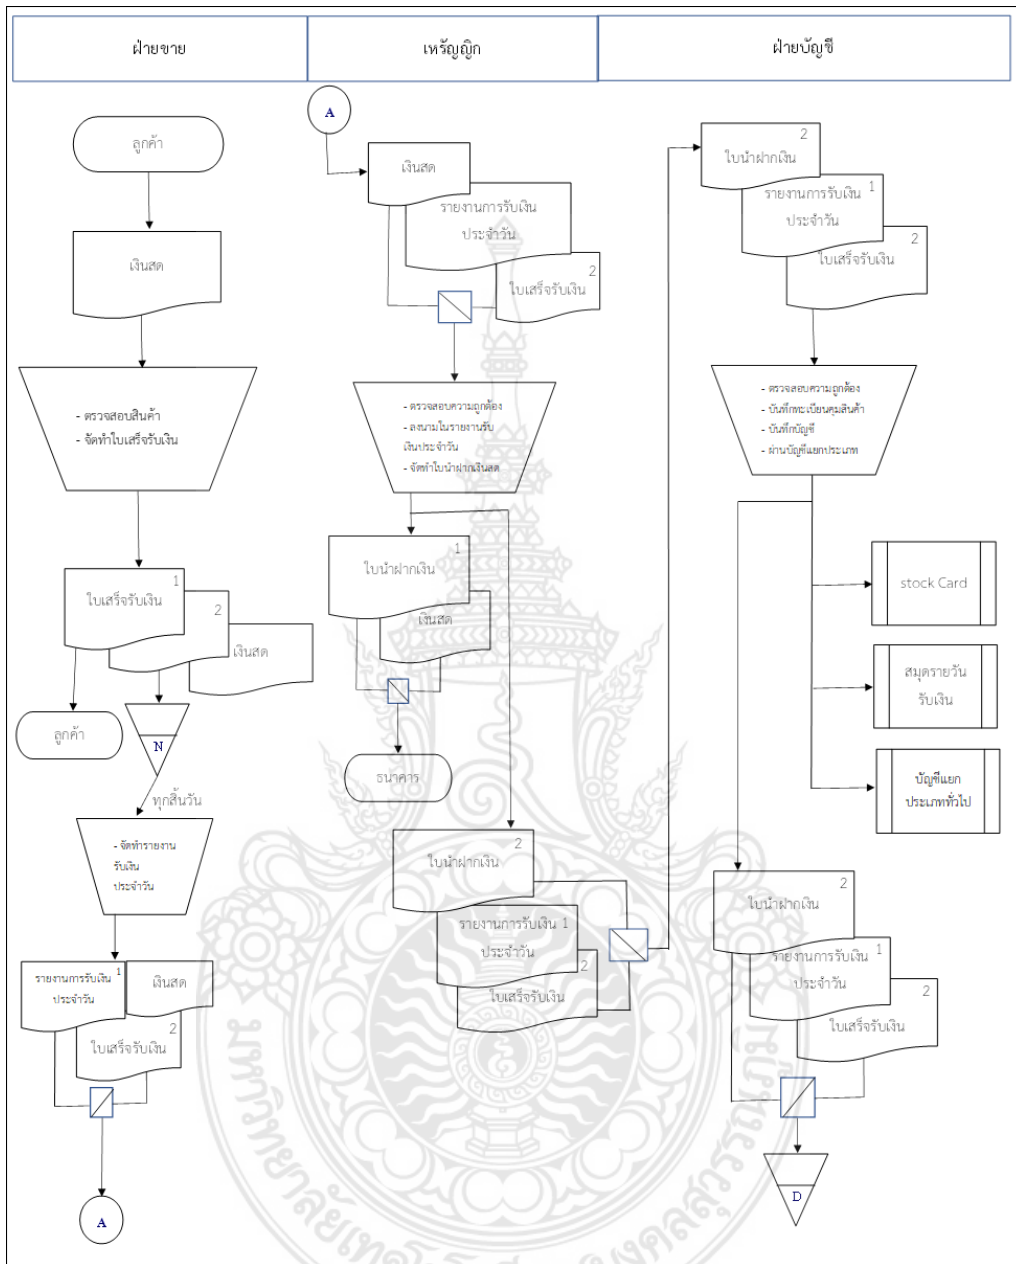 ฝ่ายขาย
เหรัญญิก
ฝ่ายบัญชี
ลูกค้า
เงินสด
- ตรวจสอบสินค้า
- จัดทำใบเสร็จรับเงิน
1
ใบเสร็จรับเงิน
2
เงินสด
ลูกค้า
N
ทุกสิ้นวัน
- จัดทำรายงาน
รับเงิน
ประจำวัน
รายงานการรับเงิน 1
ประจำวัน
เงินสด
2
ใบเสร็จรับเงิน
A
A
เงินสด
รายงานการรับเงิน
ประจำวัน
2
ใบเสร็จรับเงิน
- ตรวจสอบความถูกต้อง
- ลงนามในรายงานรับ
เงินประจำวัน
- จัดทำใบนำฝากเงินสด
1
ใบนำฝากเงิน
เงินสด
ธนาคาร
2
ใบนำฝากเงิน
รายงานการรับเงิน 1
ประจำวัน
2
ใบเสร็จรับเงิน
2
ใบนำฝากเงิน
รายงานการรับเงิน 1
ประจำวัน
2
ใบเสร็จรับเงิน
- ตรวจสอบความถูกต้อง
- บันทึกทะเบียนคุมสินค้า
- บันทึกบัญชี
- ผ่านบัญชีแยกประเภท
stock Card
สมุดรายวัน
รับเงิน
บัญชีแยก
ประเภททั่วไป
2
ใบนำฝากเงิน
รายงานการรับเงิน 1
ประจำวัน
2
ใบเสร็จรับเงิน
D